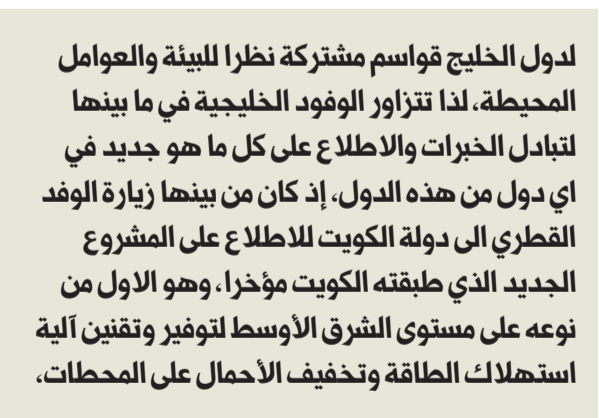 لدول الخليج قواسم مشتركة نظرا للبيئة والعوامل
المحيطة، لذا تتزاور الوفود الخليجية في ما بينها
لتبادل الخبرات والاطلاع على كل ما هو جديد في
اي دول من هذه الدول، إذ كان من بينها زيارة الوفد
القطري الى دولة الكويت للاطلاع على المشروع
الجديد الذي طبقته الكويت مؤخرا، وهو الاول من
نوعه على مستوى الشرق الأوسط لتوفير وتقنين آلية
استهلاك الطاقة وتخفيف الأحمال على المحطات،